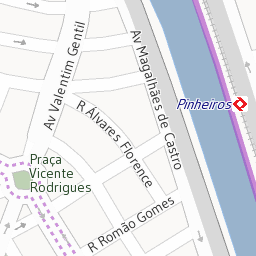 Av Valentim Gentil
Av Magalhães de Castro
Pinheiros
R Álvares Florence
Praça
Vicente
Rodrigues
R Romão Gomes